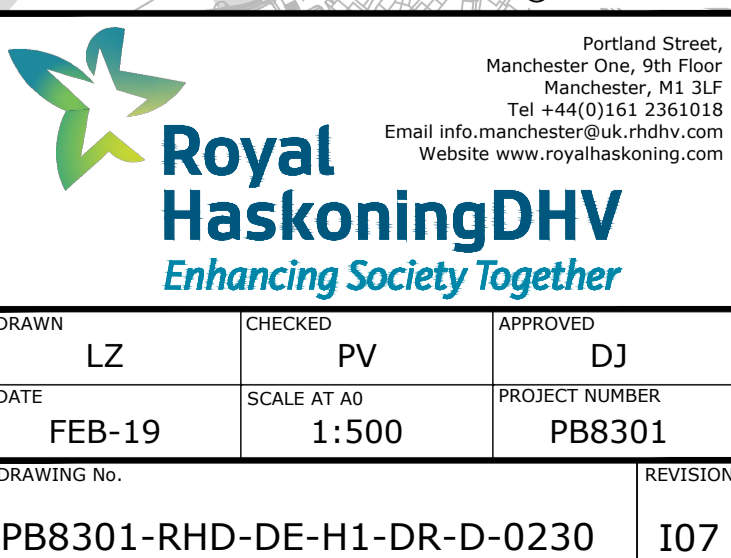 Portland Street,
Manchester One, 9th Floor
Manchester, M1 3LF
Tel +44(0)161 2361018
Email info.manchester@uk.rhdhv.com
Website www.royalhaskoning.com
Royal
HaskoningDHV
Enhancing Society Together
DRAWN CHECKED APPROVED
LZ PV DJ
DATE SCALE AT A0 PROJECT NUMBER
FEB-19 1:500 PB8301
DRAWING No. REVISION
PB8301-RHD-DE-H1-DR-D-0230 I07